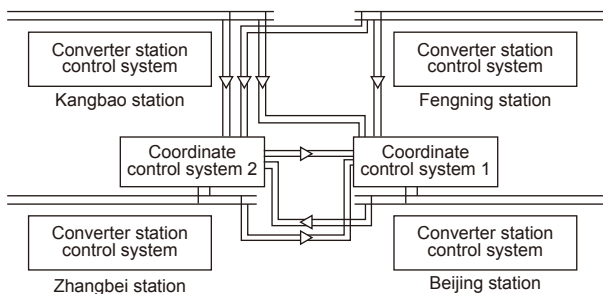 Converter station
control system
Kangbao station
Converter station
control system
Fengning station
Coordinate
control system 2
Coordinate
control system 1
Converter station
control system
Zhangbei station
Converter station
control system
Beijing station